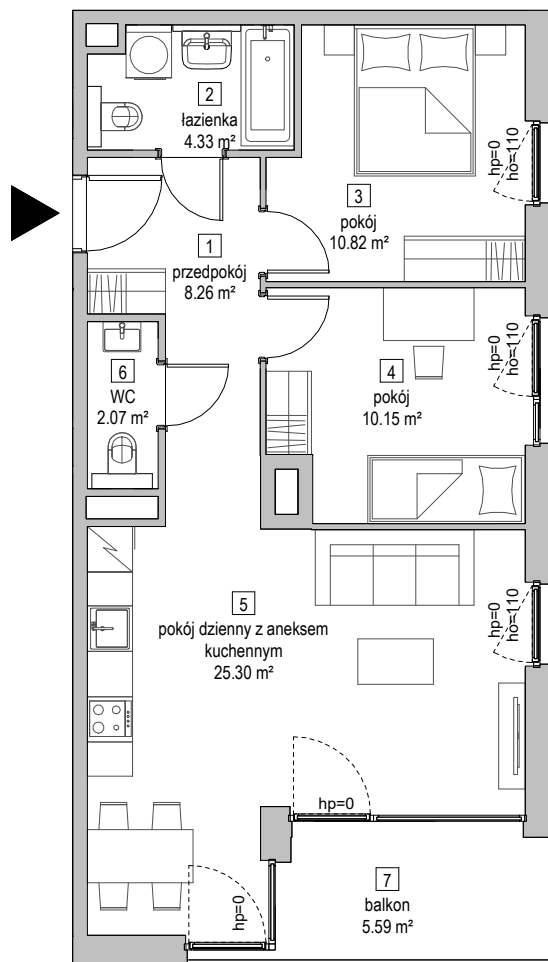 2
łazienka
4.33 m²
3
pokój
10.82 m²
hp=0
ho=110
1
przedpokój
8.26 m²
6
WC
2.07 m²
4
pokój
10.15 m²
hp=0
ho=110
5
pokój dzienny z aneksem
kuchennym
25.30 m²
hp=0
ho=110
hp=0
hp=0
7
balkon
5.59 m²